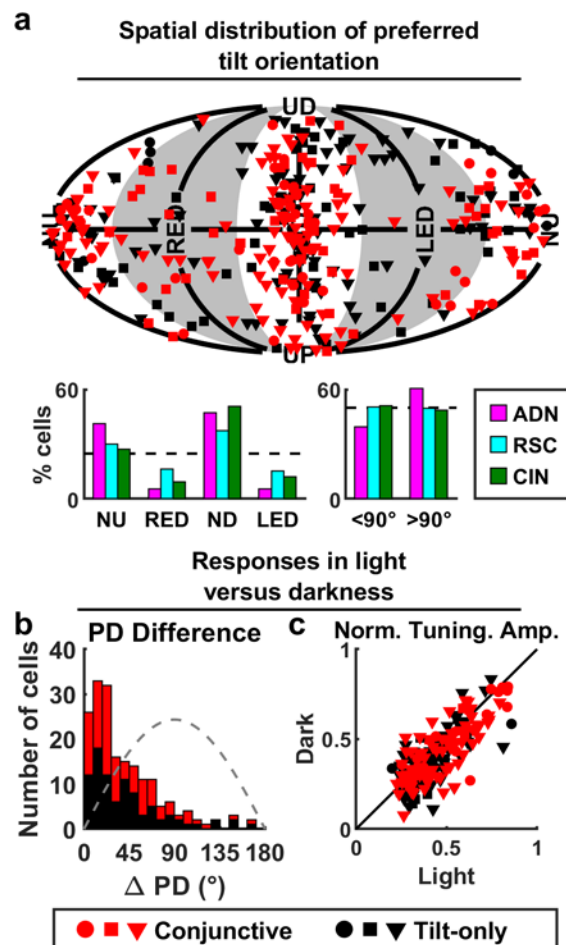 a
Spatial distribution of preferred
tilt orientation
UD
NU
RED
LED
NU
UP
60
% cells
0
NU RED ND LED
60
0
<90° >90°
ADN
RSC
CIN
Responses in light
versus darkness
b PD Difference
Number of cells
40
30
20
10
0
0 45 90 135 180
Δ PD (°)
c Norm. Tuning. Amp.
Dark
1
0.5
0
0.5 1
Light
Conjunctive Tilt-only